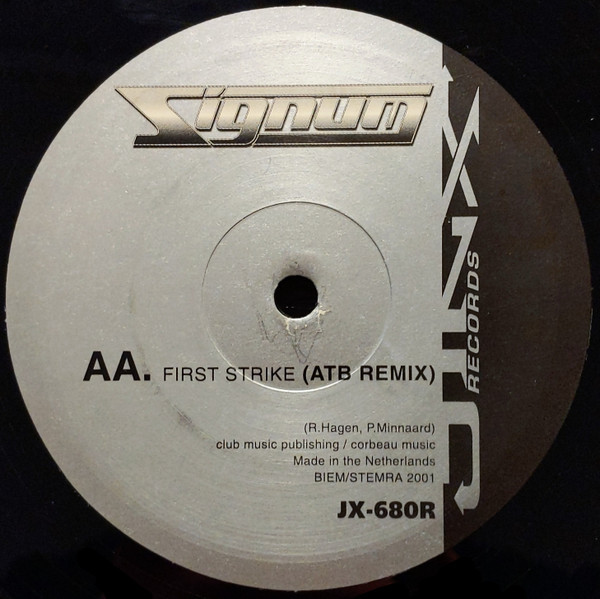 Signum
JINX
RECORDS
AA. FIRST STRIKE (ATB REMIX)
(R.Hagen, P.Minnaard)
club music publishing / corbeau music
Made in the Netherlands
BIEM/STEMRA 2001
JX-680R